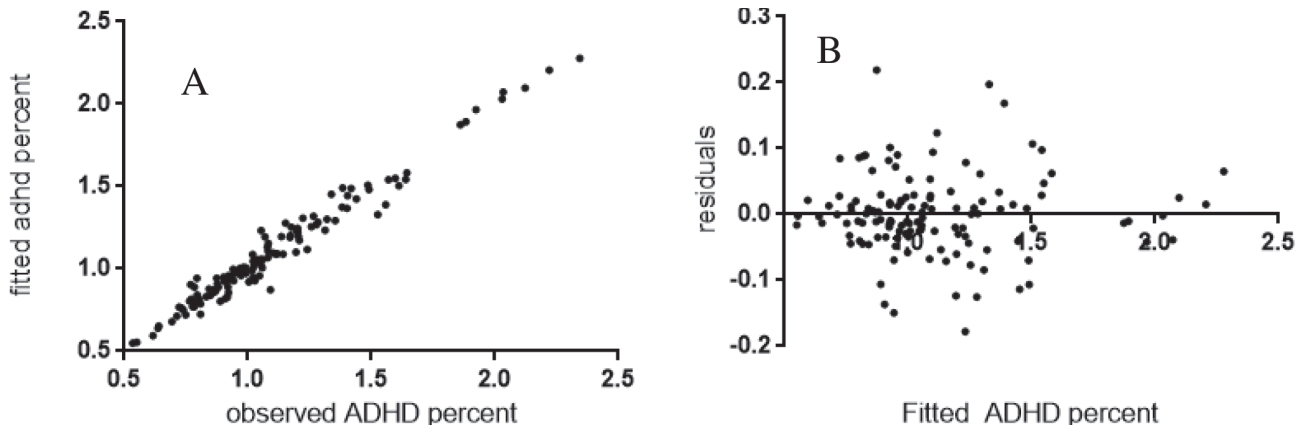 A
fitted adhd percent
2.5
2.0
1.5
1.0
0.5
0.5 1.0 1.5 2.0 2.5
observed ADHD percent
B
residuals
0.3
0.2
0.1
0.0
-0.1
-0.2
1.0 1.5 2.0 2.5
Fitted ADHD percent